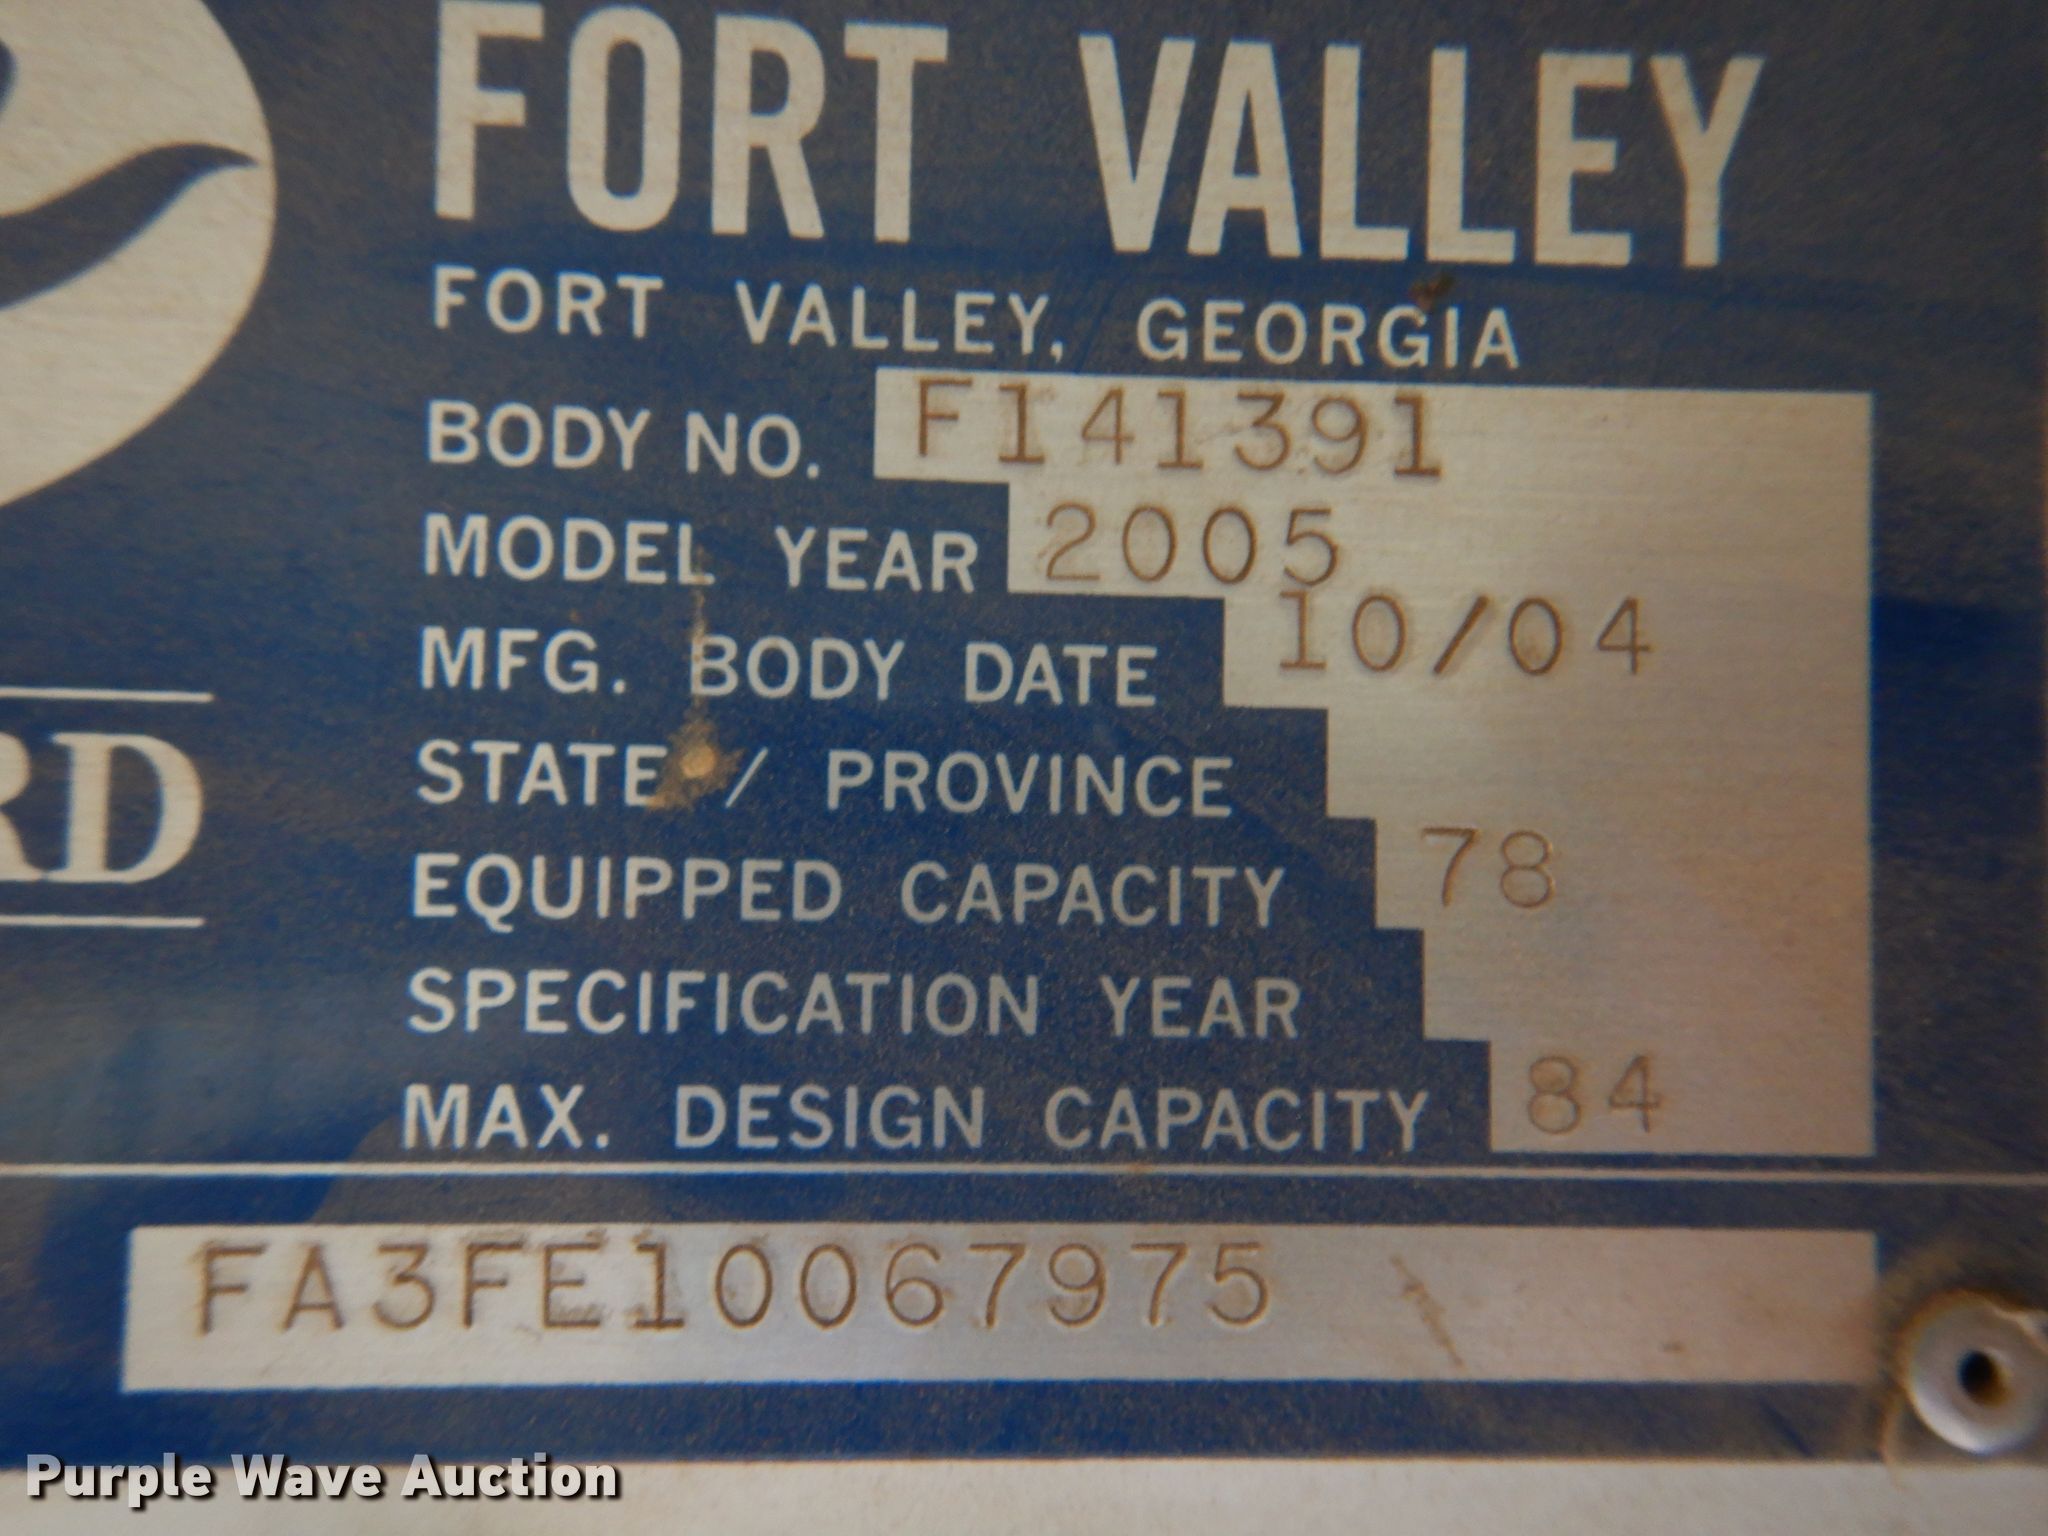 FORT VALLEY
FORT VALLEY, GEORGIA
BODY NO. F141391
MODEL YEAR 2005
MFG. BODY DATE 10/04
STATE / PROVINCE
EQUIPPED CAPACITY 78
SPECIFICATION YEAR
MAX. DESIGN CAPACITY 84
RD
FA3FE10067975
Purple Wave Auction